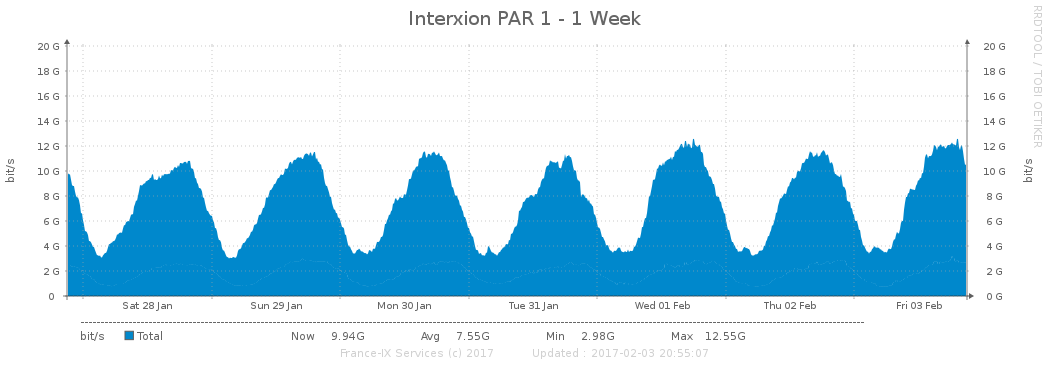 Interxion PAR 1 - 1 Week
RRDTOOL / TOBI OETIKER
bit/s
bit/s
20 G 20 G
18 G 18 G
16 G 16 G
14 G 14 G
12 G 12 G
10 G 10 G
8 G 8 G
6 G 6 G
4 G 4 G
2 G 2 G
0 0 G
Sat 28 Jan Sun 29 Jan Mon 30 Jan Tue 31 Jan Wed 01 Feb Thu 02 Feb Fri 03 Feb
bit/s Total Now 9.94G Avg 7.55G Min 2.98G Max 12.55G
France-IX Services (c) 2017 Updated : 2017-02-03 20:55:07